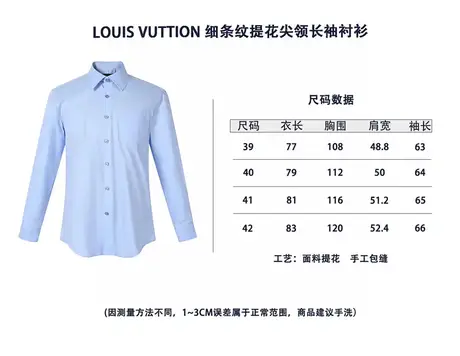 LOUIS VUTTION 细条纹提花尖领长袖衬衫
尺码数据
尺码 衣长 胸围 肩宽 袖长
39 77 108 48.8 63
40 79 112 50 64
41 81 116 51.2 65
42 83 120 52.4 66
工艺：面料提花 手工包缝
(因测量方法不同，1~3CM误差属于正常范围，商品建议手洗)